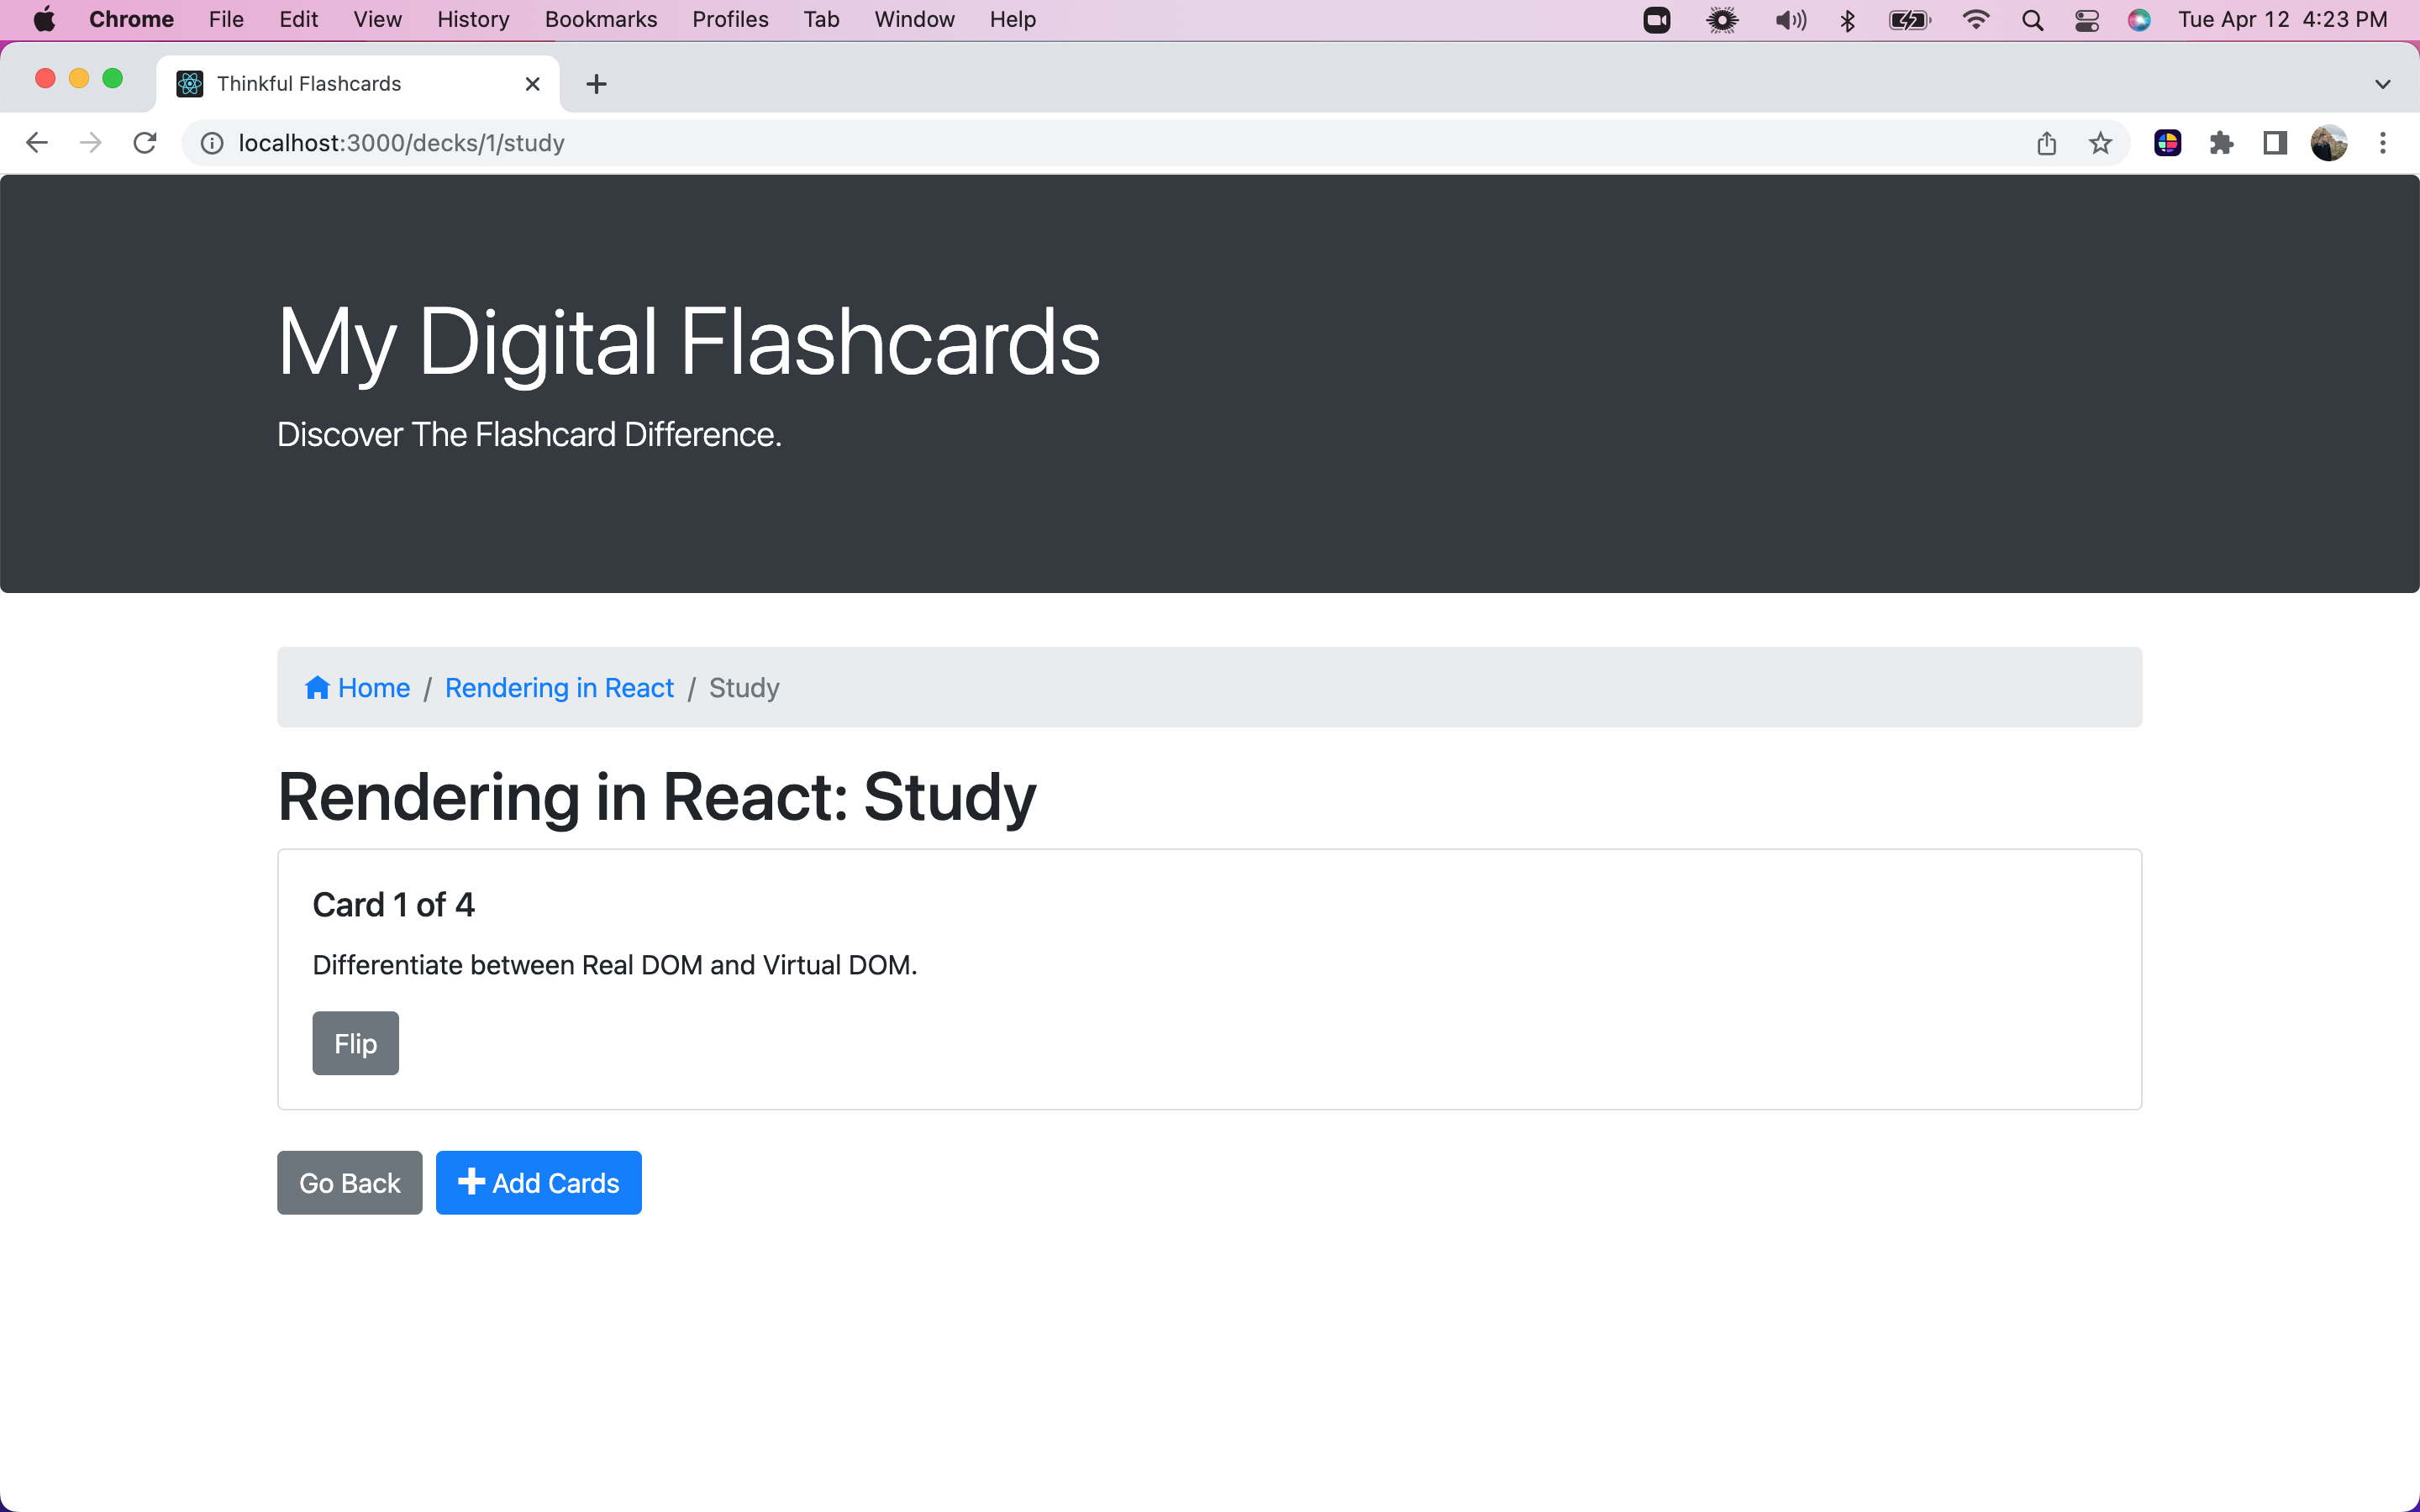 Chrome File Edit View History Bookmarks Profiles Tab Window Help Tue Apr 12 4:23 PM
Thinkful Flashcards
localhost:3000/decks/1/study
My Digital Flashcards
Discover The Flashcard Difference.
Home / Rendering in React / Study
Rendering in React: Study
Card 1 of 4
Differentiate between Real DOM and Virtual DOM.
Flip
Go Back Add Cards